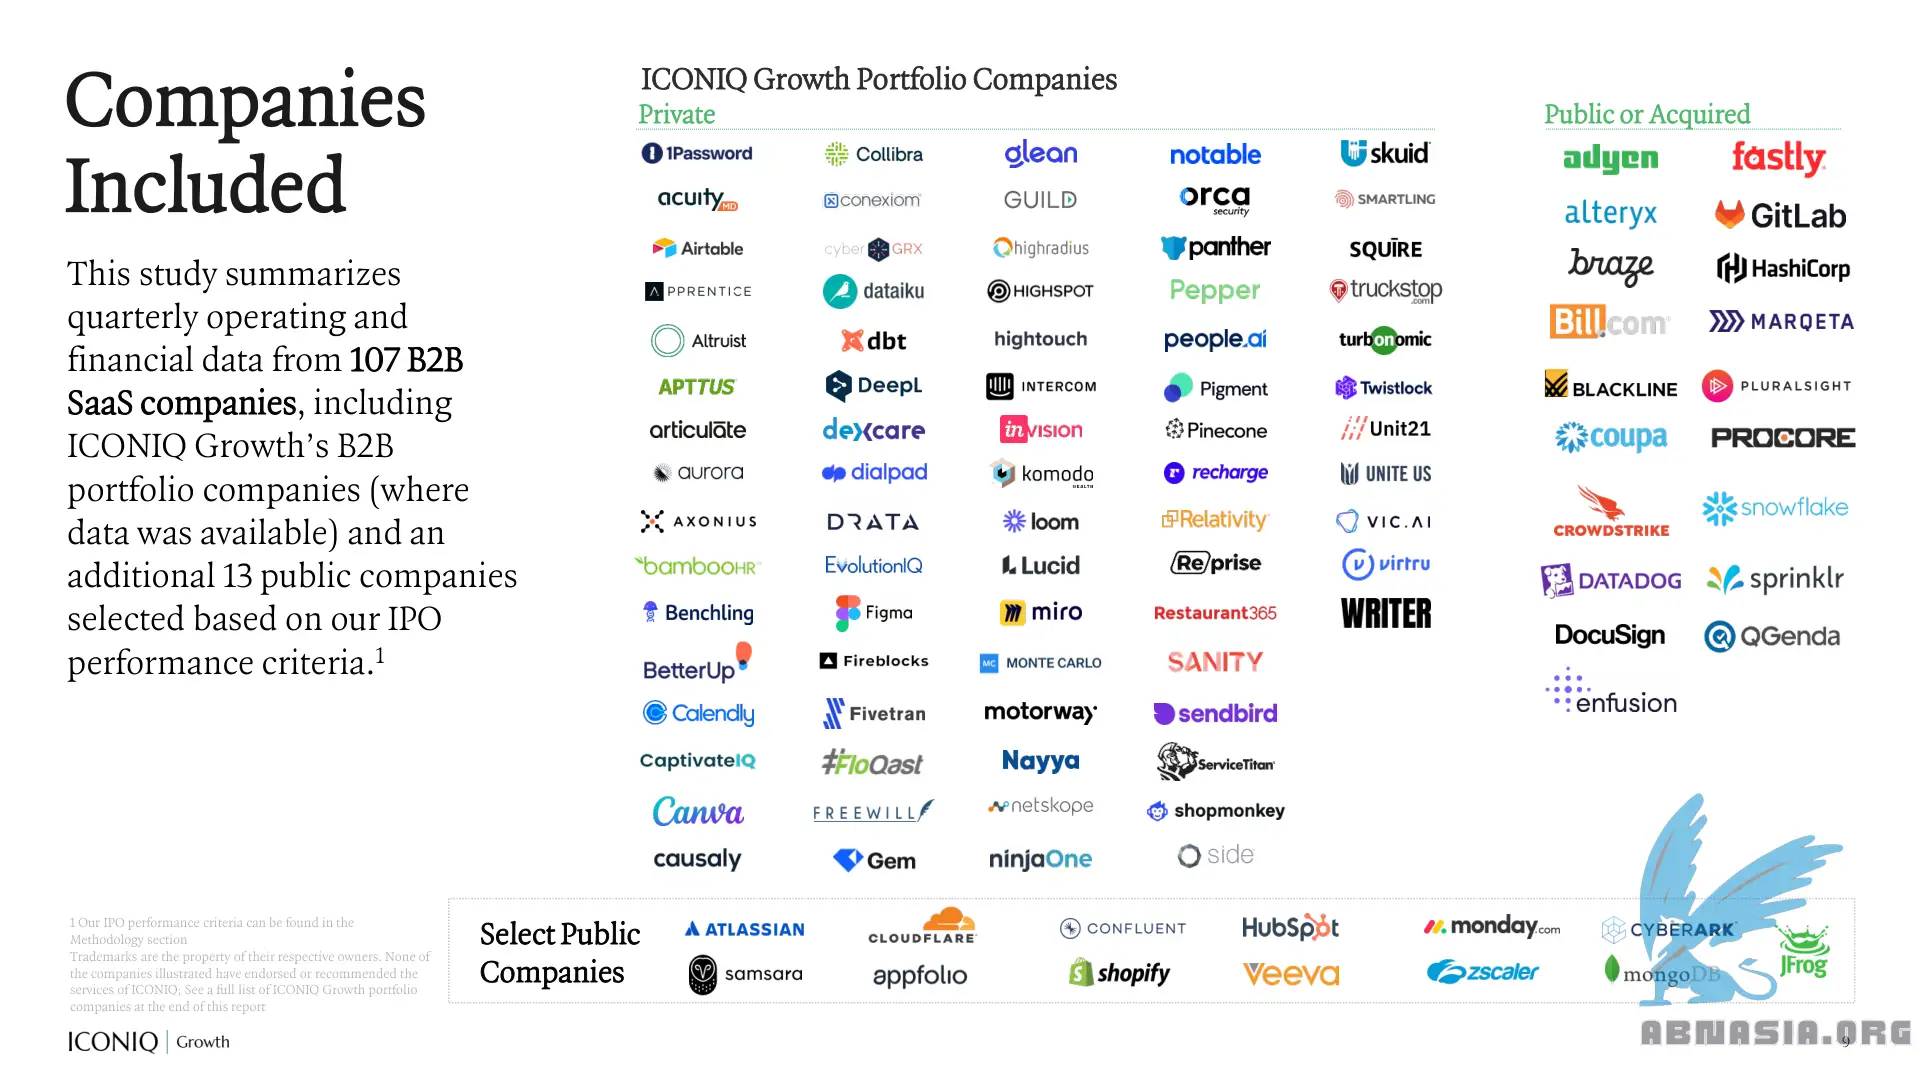 Companies
Included
This study summarizes
quarterly operating and
financial data from 107 B2B
SaaS companies, including
ICONIQ Growth’s B2B
portfolio companies (where
data was available) and an
additional 13 public companies
selected based on our IPO
performance criteria.1
ICONIQ Growth Portfolio Companies
Private
1Password Collibra glean notable skuid
acuity MD conexiom GUILD orca security SMARTLING
Airtable cyber GRX highradius panther SQUIRE
APPRENTICE dataiku HIGHSPOT Pepper truckstop .com
Altruist dbt hightouch people.ai turbonomic
APTTUS DeepL INTERCOM Pigment Twistlock
articulate dexcare inVISION Pinecone Unit21
aurora dialpad komodo HEALTH recharge UNITE US
AXONIUS DRATA loom Relativity VIC.AI
bambooHR EvolutionIQ Lucid Reprise virtru
Benchling Figma miro Restaurant365 WRITER
BetterUp Fireblocks MC MONTE CARLO SANITY
Calendly Fivetran motorway sendbird
CaptivateIQ #FloQast Nayya ServiceTitan
Canva FREEWILL netskope shopmonkey
causaly Gem ninjaOne side
Public or Acquired
adyen fastly
alteryx GitLab
braze HashiCorp
Bill.com MARQETA
BLACKLINE PLURALSIGHT
coupa PROCORE
CROWDSTRIKE snowflake
DATADOG sprinklr
DocuSign QGenda
enfusion
Select Public
Companies
ATLASSIAN CLOUDFLARE CONFLUENT HubSpot monday.com CYBERARK JFrog
samsara appfolio shopify Veeva zscaler mongoDB
1 Our IPO performance criteria can be found in the
Methodology section
Trademarks are the property of their respective owners. None of
the companies illustrated have endorsed or recommended the
services of ICONIQ; See a full list of ICONIQ Growth portfolio
companies at the end of this report
ICONIQ | Growth
ABNASIA.ORG
9